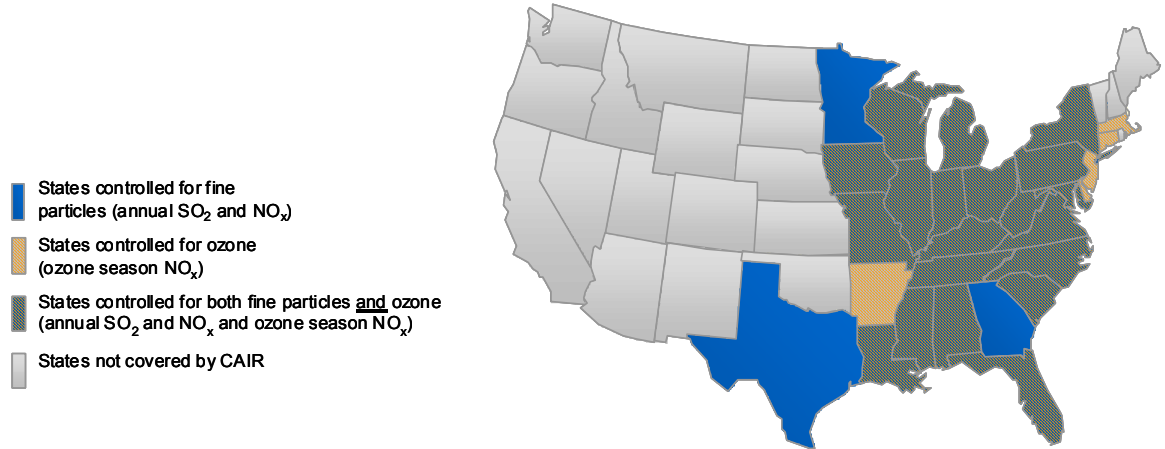 States controlled for fine
particles (annual SO2 and NOx)
States controlled for ozone
(ozone season NOx)
States controlled for both fine particles and ozone
(annual SO2 and NOx and ozone season NOx)
States not covered by CAIR